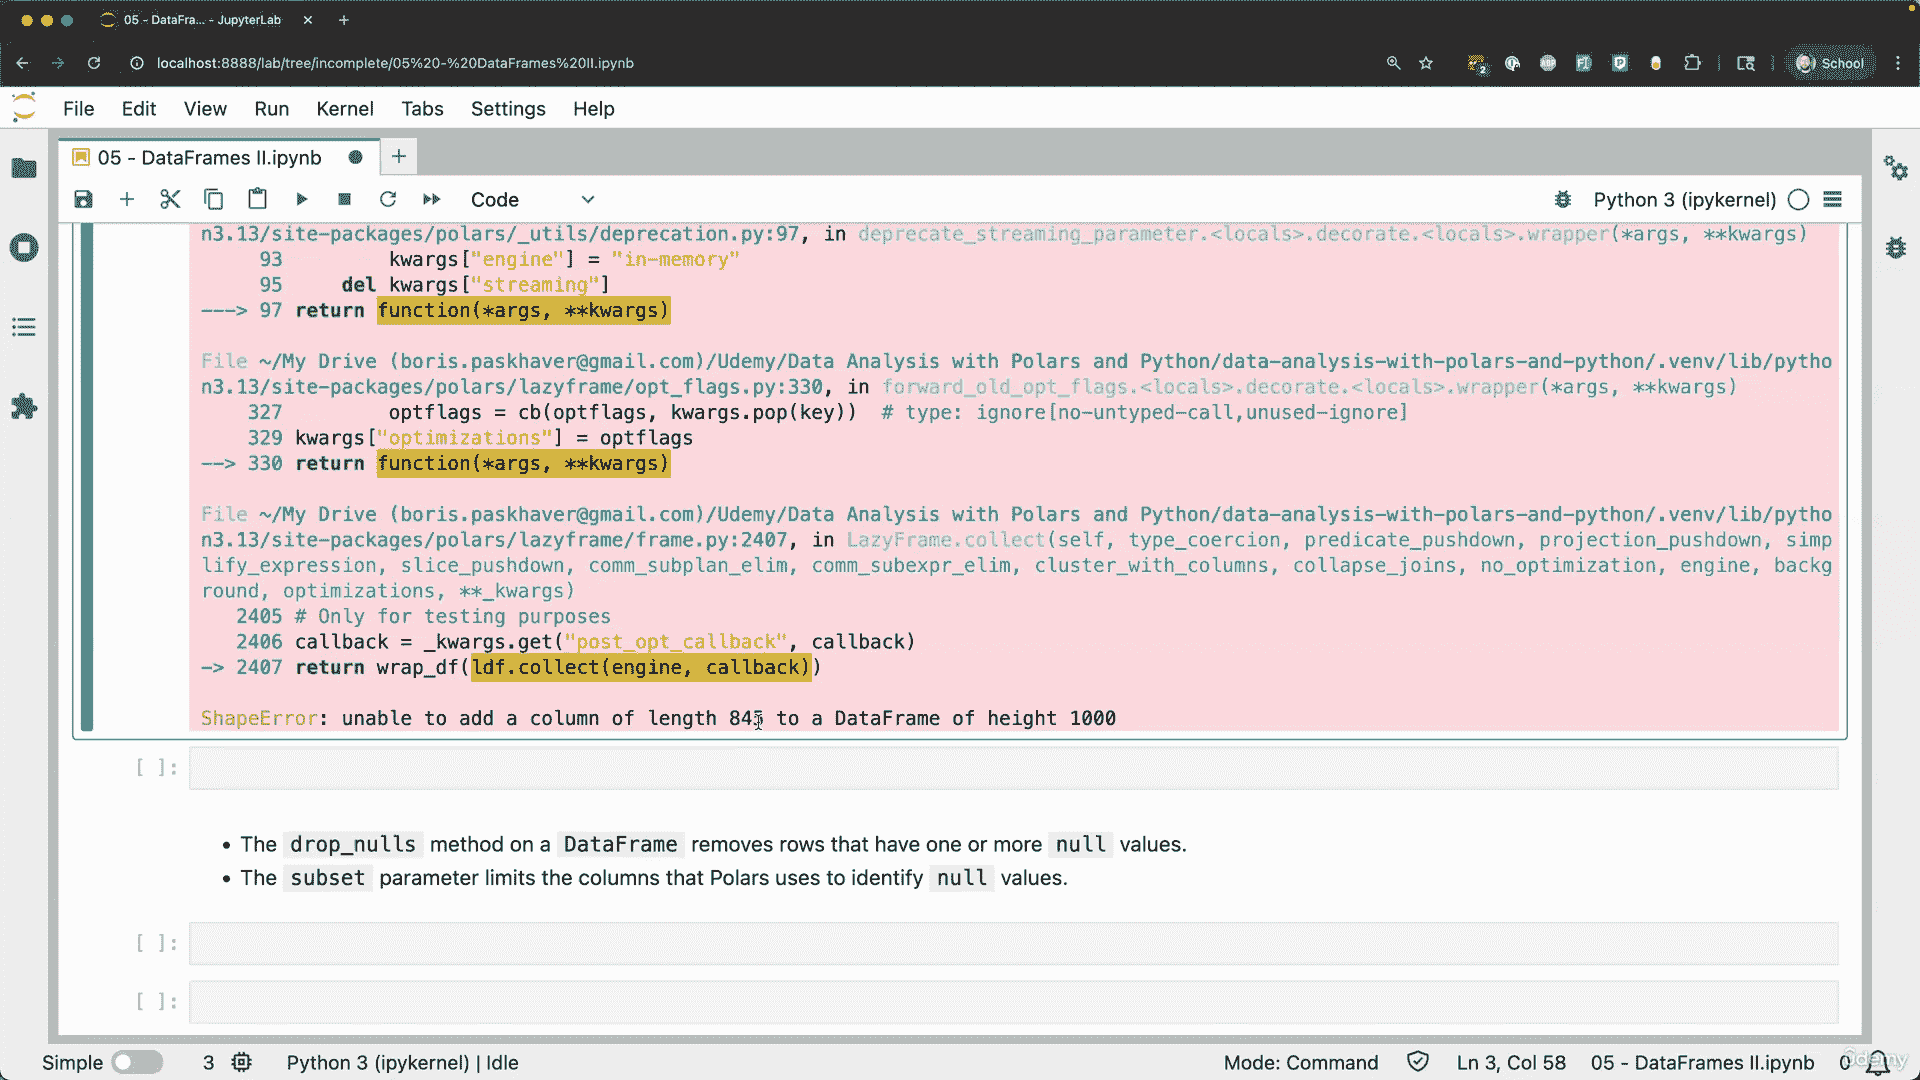 05 - DataFra... - JupyterLab
localhost:8888/lab/tree/incomplete/05%20-%20DataFrames%20II.ipynb
School
File Edit View Run Kernel Tabs Settings Help
05 - DataFrames II.ipynb
Code
Python 3 (ipykernel)
n3.13/site-packages/polars/_utils/deprecation.py:97, in deprecate_streaming_parameter.<locals>.decorate.<locals>.wrapper(*args, **kwargs)
93 kwargs["engine"] = "in-memory"
95 del kwargs["streaming"]
---> 97 return function(*args, **kwargs)
File ~/My Drive (boris.paskhaver@gmail.com)/Udemy/Data Analysis with Polars and Python/data-analysis-with-polars-and-python/.venv/lib/pytho
n3.13/site-packages/polars/lazyframe/opt_flags.py:330, in forward_old_opt_flags.<locals>.decorate.<locals>.wrapper(*args, **kwargs)
327 optflags = cb(optflags, kwargs.pop(key)) # type: ignore[no-untyped-call,unused-ignore]
329 kwargs["optimizations"] = optflags
--> 330 return function(*args, **kwargs)
File ~/My Drive (boris.paskhaver@gmail.com)/Udemy/Data Analysis with Polars and Python/data-analysis-with-polars-and-python/.venv/lib/pytho
n3.13/site-packages/polars/lazyframe/frame.py:2407, in LazyFrame.collect(self, type_coercion, predicate_pushdown, projection_pushdown, simp
lify_expression, slice_pushdown, comm_subplan_elim, comm_subexpr_elim, cluster_with_columns, collapse_joins, no_optimization, engine, backg
round, optimizations, **_kwargs)
2405 # Only for testing purposes
2406 callback = _kwargs.get("post_opt_callback", callback)
-> 2407 return wrap_df(ldf.collect(engine, callback))
ShapeError: unable to add a column of length 845 to a DataFrame of height 1000
[ ]:
• The drop_nulls method on a DataFrame removes rows that have one or more null values.
• The subset parameter limits the columns that Polars uses to identify null values.
[ ]:
[ ]:
Simple 3 Python 3 (ipykernel) | Idle Mode: Command Ln 3, Col 58 05 - DataFrames II.ipynb 0
udemy